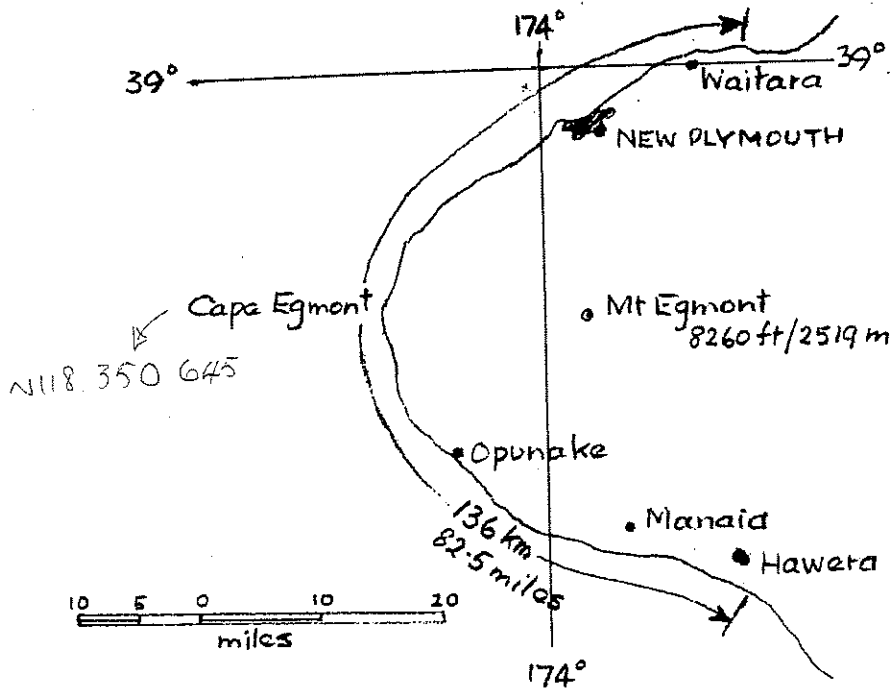 174°
39°
39°
Waitara
NEW PLYMOUTH
Capa Egmont
Mt Egmont
8260 ft/2519 m
N118 350 645
Opunake
136 km
82.5 miles
Manaia
Hawera
10 5 0 10 20
miles
174°